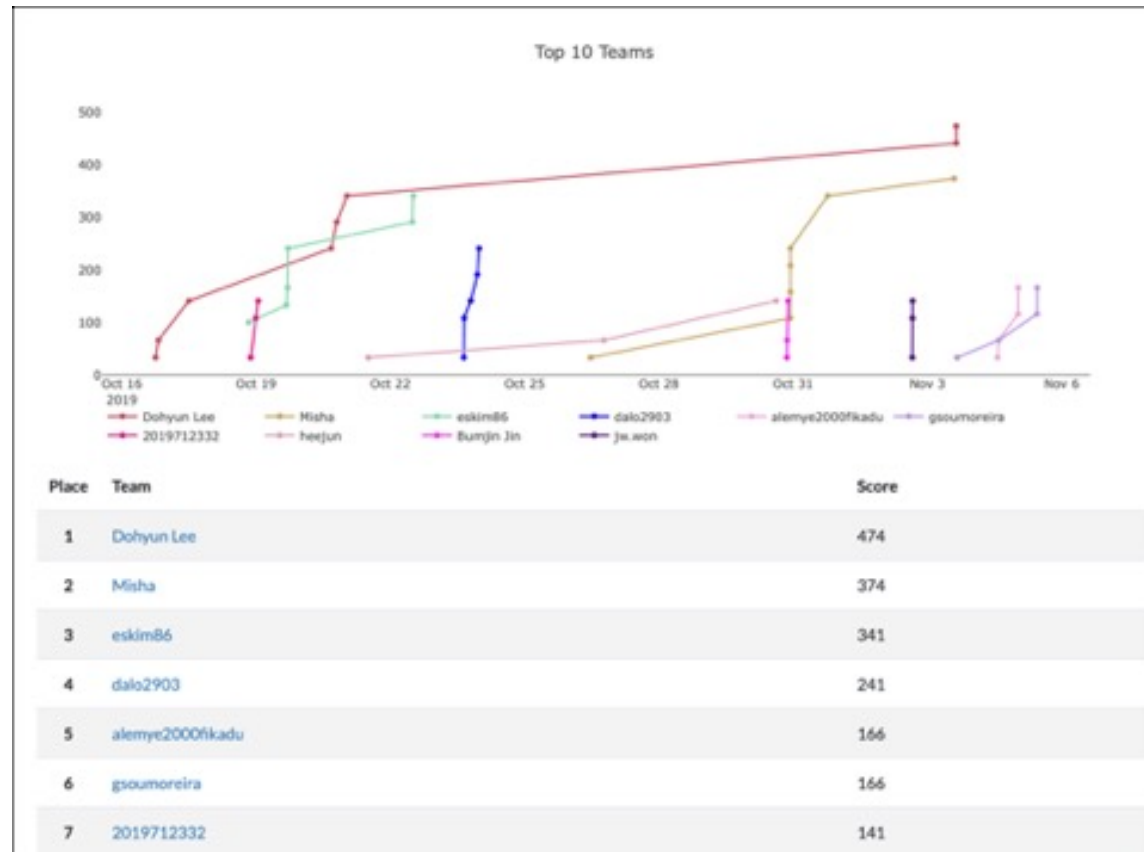 Top 10 Teams
500
400
300
200
100
0
Oct 16 Oct 19 Oct 22 Oct 25 Oct 28 Oct 31 Nov 3 Nov 6
2019
Dohyun Lee Misha eskim86 dalo2903 alemye2000fikadu gsoumoreira
2019712332 heejun Bumjin Jin jw.won
Place Team Score
1 Dohyun Lee 474
2 Misha 374
3 eskim86 341
4 dalo2903 241
5 alemye2000fikadu 166
6 gsoumoreira 166
7 2019712332 141